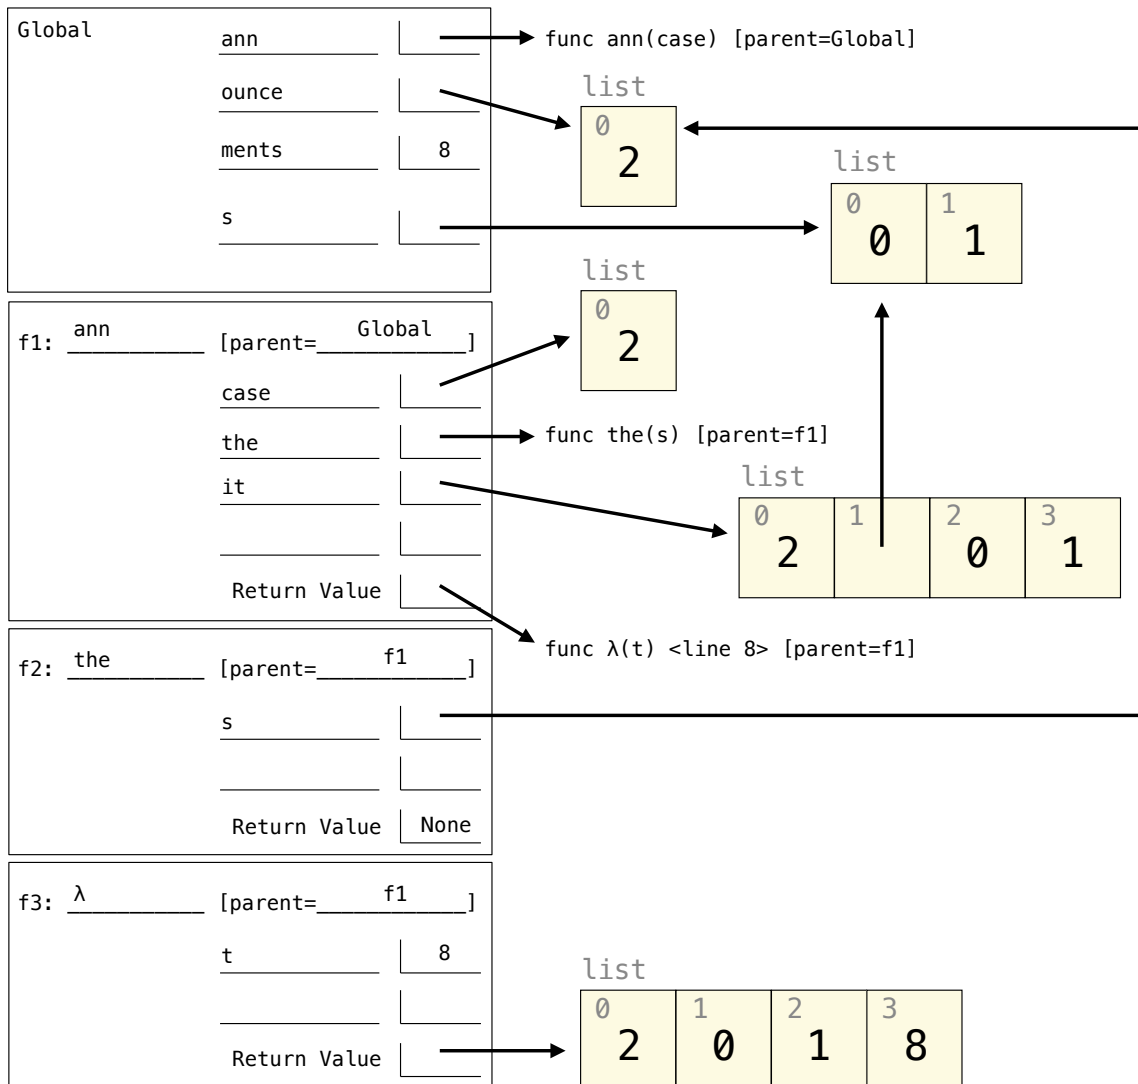 Global
ann
func ann(case) [parent=Global]
ounce
list
0
2
ments 8
list
0 1
0 1
s
list
0
2
f1: ann [parent=Global]
case
the
func the(s) [parent=f1]
it
list
0 1 2 3
2 0 1
Return Value
func λ(t) <line 8> [parent=f1]
f2: the [parent=f1]
s
Return Value None
f3: λ [parent=f1]
t 8
list
0 1 2 3
2 0 1 8
Return Value